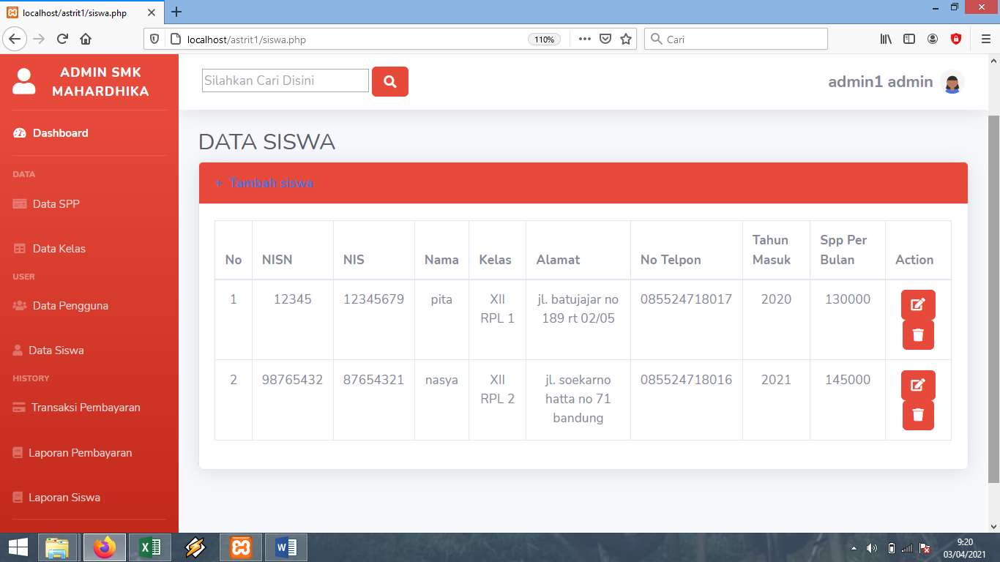 localhost/astrit1/siswa.php
localhost/astrit1/siswa.php
110%
Cari
ADMIN SMK
MAHARDHIKA
Silahkan Cari Disini
admin1 admin
Dashboard
DATA
Data SPP
Data Kelas
USER
Data Pengguna
Data Siswa
HISTORY
Transaksi Pembayaran
Laporan Pembayaran
Laporan Siswa
DATA SISWA
+ Tambah siswa
No NISN NIS Nama Kelas Alamat No Telpon Tahun Masuk Spp Per Bulan Action
1 12345 12345679 pita XII RPL 1 jl. batujajar no 189 rt 02/05 085524718017 2020 130000
2 98765432 87654321 nasya XII RPL 2 jl. soekarno hatta no 71 bandung 085524718016 2021 145000
9:20
03/04/2021